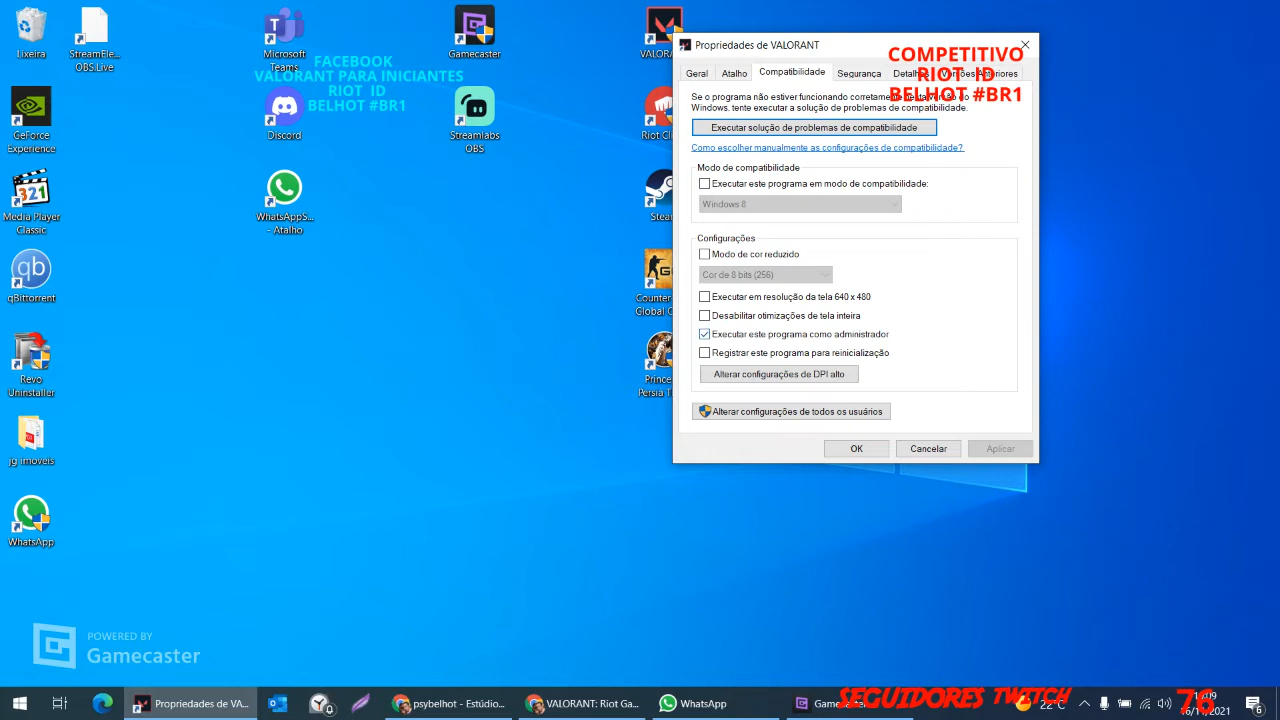 Lixeira
StreamEle...
OBS.Live
Microsoft
Teams
Gamecaster
FACEBOOK
VALORANT PARA INICIANTES
RIOT ID
BELHOT #BR1
GeForce
Experience
Discord
Streamlabs
OBS
Media Player
Classic
WhatsAppS...
- Atalho
qBittorrent
Revo
Uninstaller
jg imoveis
WhatsApp
Propriedades de VALORANT
COMPETITIVO
RIOT ID
BELHOT #BR1
Geral
Atalho
Compatibilidade
Segurança
Anteriores
Se o programa não estiver funcionando corretamente
Windows, tente executar a solução de problemas de compatibilidade.
Executar solução de problemas de compatibilidade
Como escolher manualmente as configurações de compatibilidade?
Modo de compatibilidade
Executar este programa em modo de compatibilidade:
Windows 8
Configurações
Modo de cor reduzido
Cor de 8 bits (256)
Executar em resolução da tela 640 x 480
Desabilitar otimizações de tela inteira
Executar este programa como administrador
Registrar este programa para reinicialização
Alterar configurações de DPI alto
Alterar configurações de todos os usuários
OK
Cancelar
Aplicar
POWERED BY
Gamecaster
Propriedades de VA...
psybelhot - Estúdio...
VALORANT: Riot Ga...
WhatsApp
SEGUIDORES TWITCH
76
22°C
16/11/2021
6